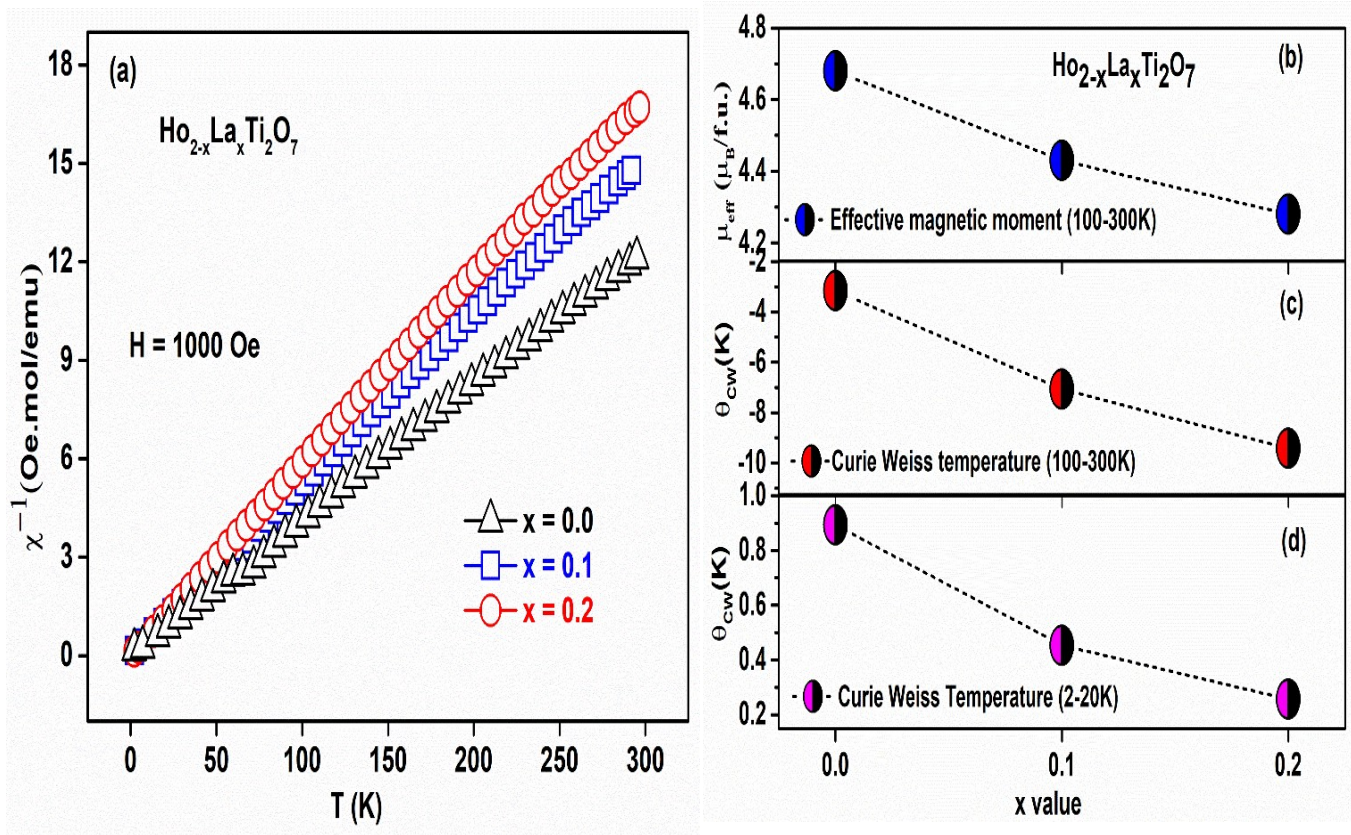 (a)
Ho₂₋ₓLaₓTi₂O₇
H = 1000 Oe
x = 0.0
x = 0.1
x = 0.2
18
15
12
9
6
3
0
χ⁻¹(Oe.mol/emu)
0 50 100 150 200 250 300
T (K)
(b)
Ho₂₋ₓLaₓTi₂O₇
4.8
4.6
4.4
4.2
μeff (μB/f.u.)
Effective magnetic moment (100-300K)
(c)
-2
-4
-6
-8
-10
θCW(K)
Curie Weiss temperature (100-300K)
(d)
1.0
0.8
0.6
0.4
0.2
θCW(K)
Curie Weiss Temperature (2-20K)
0.0 0.1 0.2
x value